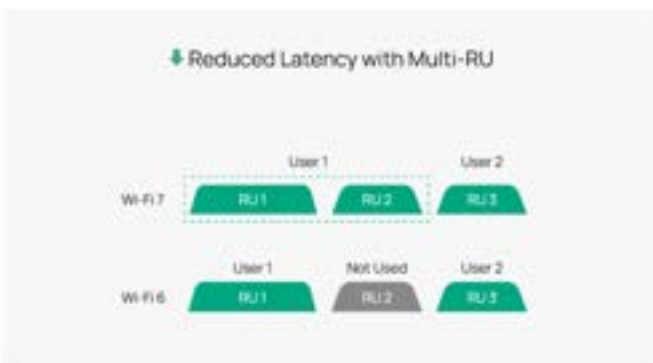 Reduced Latency with Multi-RU
User 1 User 2
Wi-Fi 7 RU 1 RU 2 RU 3
User 1 Not Used User 2
Wi-Fi 6 RU 1 RU 2 RU 3